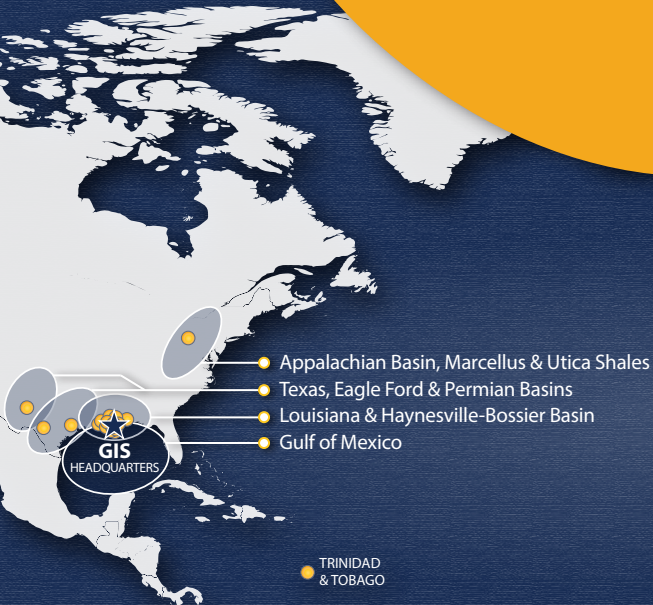 Appalachian Basin, Marcellus & Utica Shales
Texas, Eagle Ford & Permian Basins
Louisiana & Haynesville-Bossier Basin
Gulf of Mexico
GIS
HEADQUARTERS
TRINIDAD
& TOBAGO